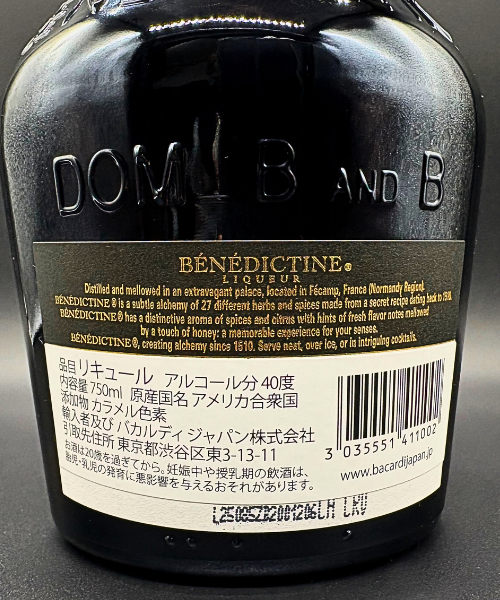 DOM B AND B
BÉNÉDICTINE®
LIQUEUR
Distilled and mellowed in an extravagant palace, located in Fécamp, France (Normandy Region).
BÉNÉDICTINE® is a subtle alchemy of 27 different herbs and spices made from a secret recipe dating back to 1510.
BÉNÉDICTINE® has a distinctive aroma of spices and citrus with hints of fresh flavor notes mellowed
by a touch of honey: a memorable experience for your senses.
BÉNÉDICTINE®, creating alchemy since 1510. Serve neat, over ice, or in intriguing cocktails.
品目 リキュール アルコール分 40度
内容量 750ml 原産国名 アメリカ合衆国
添加物 カラメル色素
輸入者及び バカルディ ジャパン株式会社
引取先住所 東京都渋谷区東3-13-11
お酒は20歳を過ぎてから。妊娠中や授乳期の飲酒は、
胎児・乳児の発育に悪影響を与えるおそれがあります。
3 035551 411002
www.bacardijapan.jp